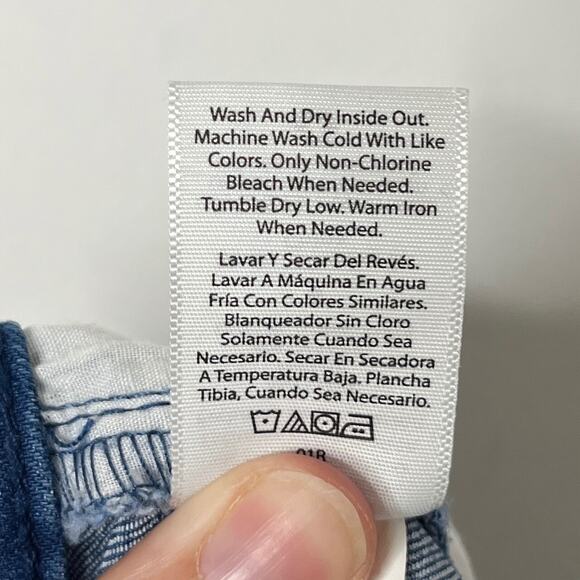 Wash And Dry Inside Out.
Machine Wash Cold With Like
Colors. Only Non-Chlorine
Bleach When Needed.
Tumble Dry Low. Warm Iron
When Needed.
Lavar Y Secar Del Revés.
Lavar A Máquina En Agua
Fría Con Colores Similares.
Blanqueador Sin Cloro
Solamente Cuando Sea
Necesario. Secar En Secadora
A Temperatura Baja. Plancha
Tibia, Cuando Sea Necesario.